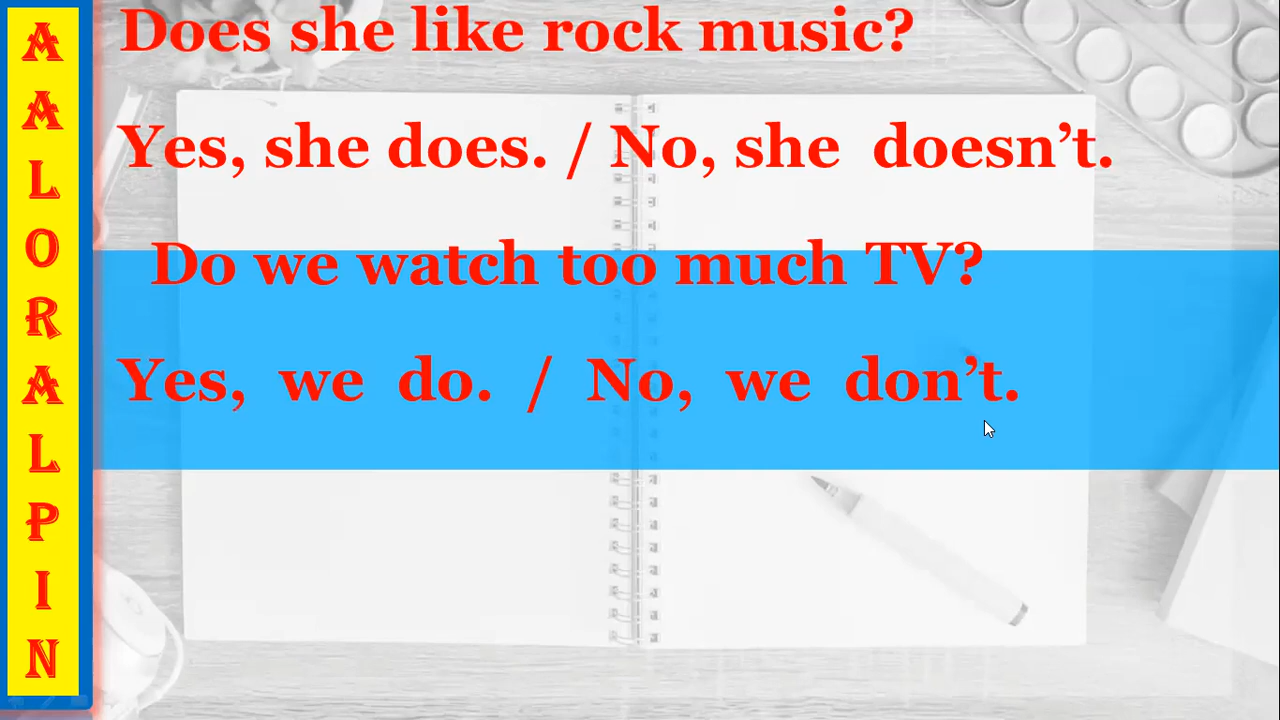 AALORALPIN
Does she like rock music?
Yes, she does. / No, she doesn’t.
Do we watch too much TV?
Yes, we do. / No, we don’t.